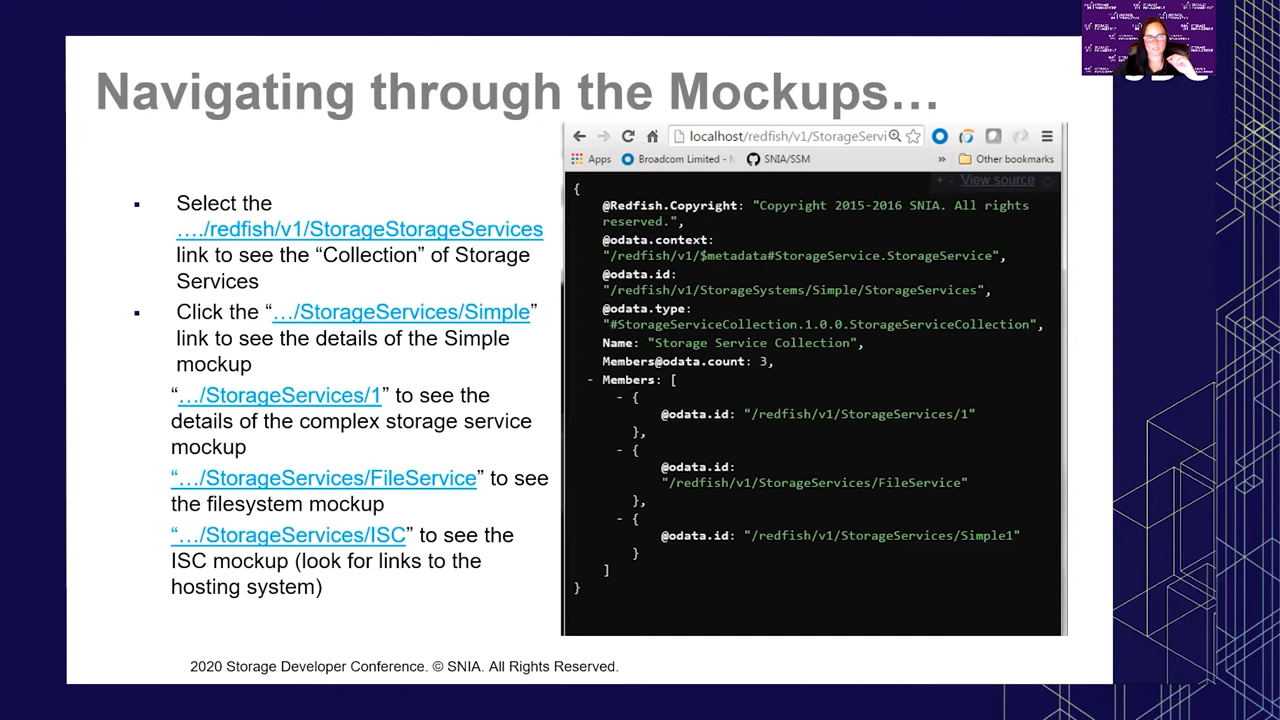 Navigating through the Mockups…
▪ Select the
…./redfish/v1/StorageStorageServices
link to see the “Collection” of Storage
Services
▪ Click the “…/StorageServices/Simple”
link to see the details of the Simple
mockup
“…/StorageServices/1” to see the
details of the complex storage service
mockup
“…/StorageServices/FileService” to see
the filesystem mockup
“…/StorageServices/ISC” to see the
ISC mockup (look for links to the
hosting system)
localhost/redfish/v1/StorageServi
Apps Broadcom Limited - SNIA/SSM » Other bookmarks
+ - View source
{
@Redfish.Copyright: "Copyright 2015-2016 SNIA. All rights
reserved.",
@odata.context:
"/redfish/v1/$metadata#StorageService.StorageService",
@odata.id:
"/redfish/v1/StorageSystems/Simple/StorageServices",
@odata.type:
"#StorageServiceCollection.1.0.0.StorageServiceCollection",
Name: "Storage Service Collection",
Members@odata.count: 3,
- Members: [
- {
@odata.id: "/redfish/v1/StorageServices/1"
},
- {
@odata.id:
"/redfish/v1/StorageServices/FileService"
},
- {
@odata.id: "/redfish/v1/StorageServices/Simple1"
}
]
}
2020 Storage Developer Conference. © SNIA. All Rights Reserved.